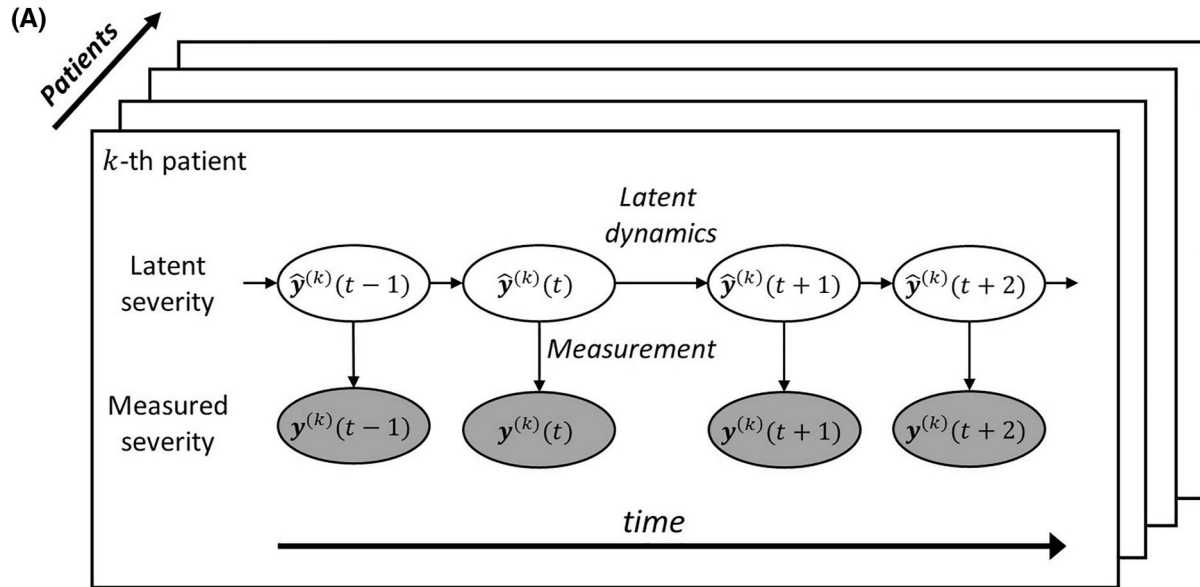 (A)
Patients
k-th patient
Latent
dynamics
Latent
severity
ŷ⁽ᵏ⁾(t − 1)
ŷ⁽ᵏ⁾(t)
ŷ⁽ᵏ⁾(t + 1)
ŷ⁽ᵏ⁾(t + 2)
Measurement
Measured
severity
y⁽ᵏ⁾(t − 1)
y⁽ᵏ⁾(t)
y⁽ᵏ⁾(t + 1)
y⁽ᵏ⁾(t + 2)
time